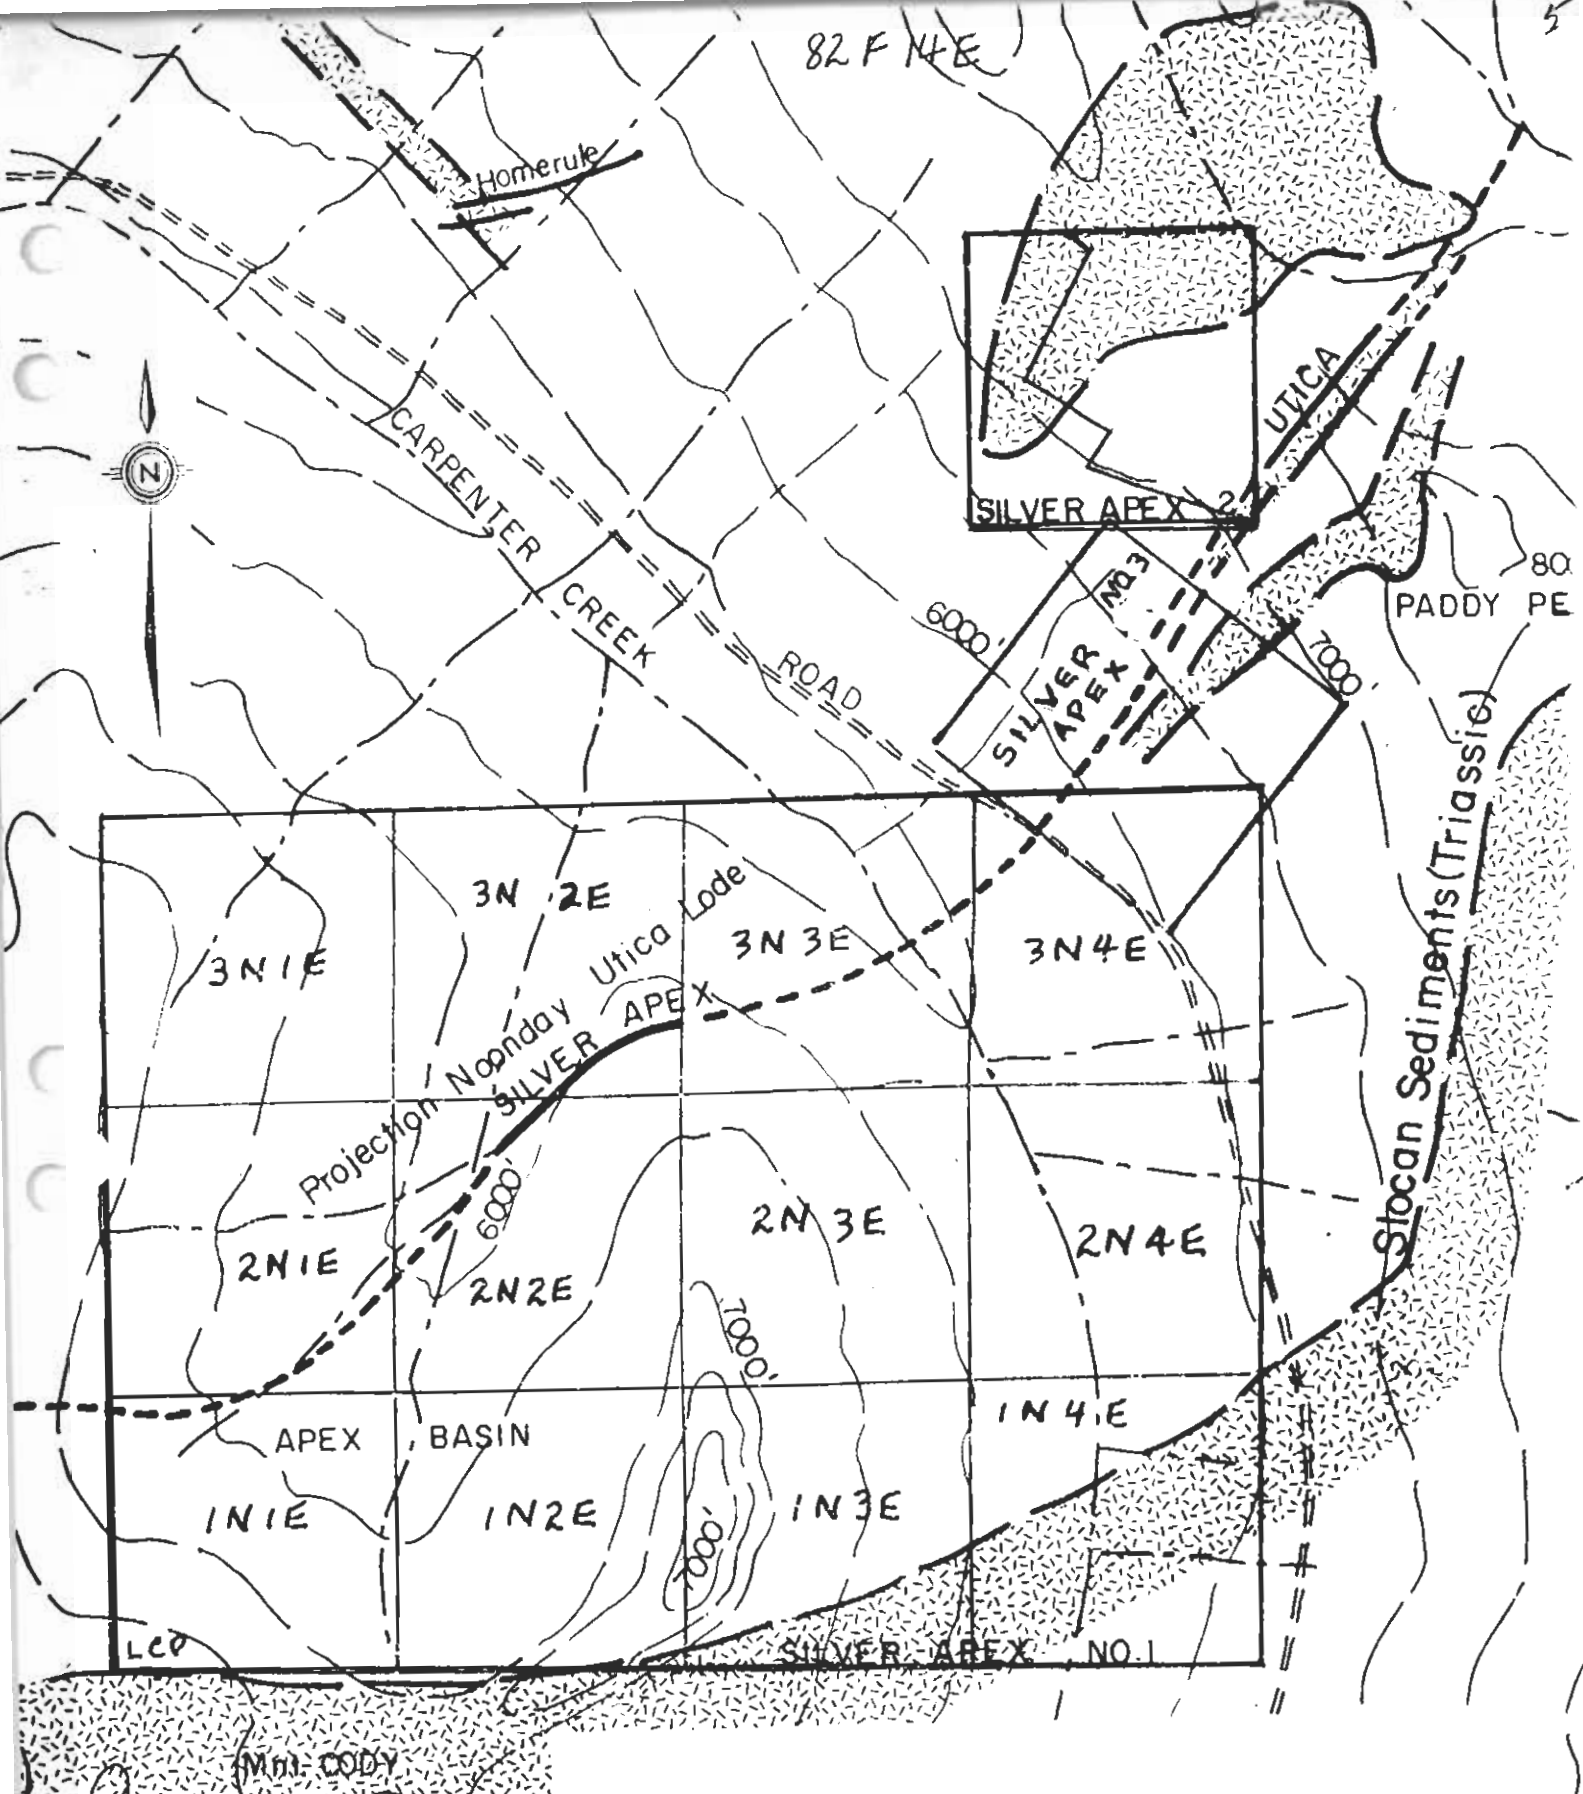 82 F 14 E
5
Homerule
UTICA
CARPENTER CREEK
N
SILVER APEX 2
NO 3
80
PADDY PE
6000'
7000
SILVER
APEX
ROAD
Slocan Sediments (Triassic)
3N 2E
3N 3E
3N 4E
3N 1E
Projection Noonday Utica Lode
SILVER APEX
6000'
2N 3E
2N 4E
2N 1E
2N 2E
7000'
1N 4E
APEX BASIN
1N 1E
1N 2E
1N 3E
7000'
LCP
SILVER APEX NO. 1
Mnt. CODY